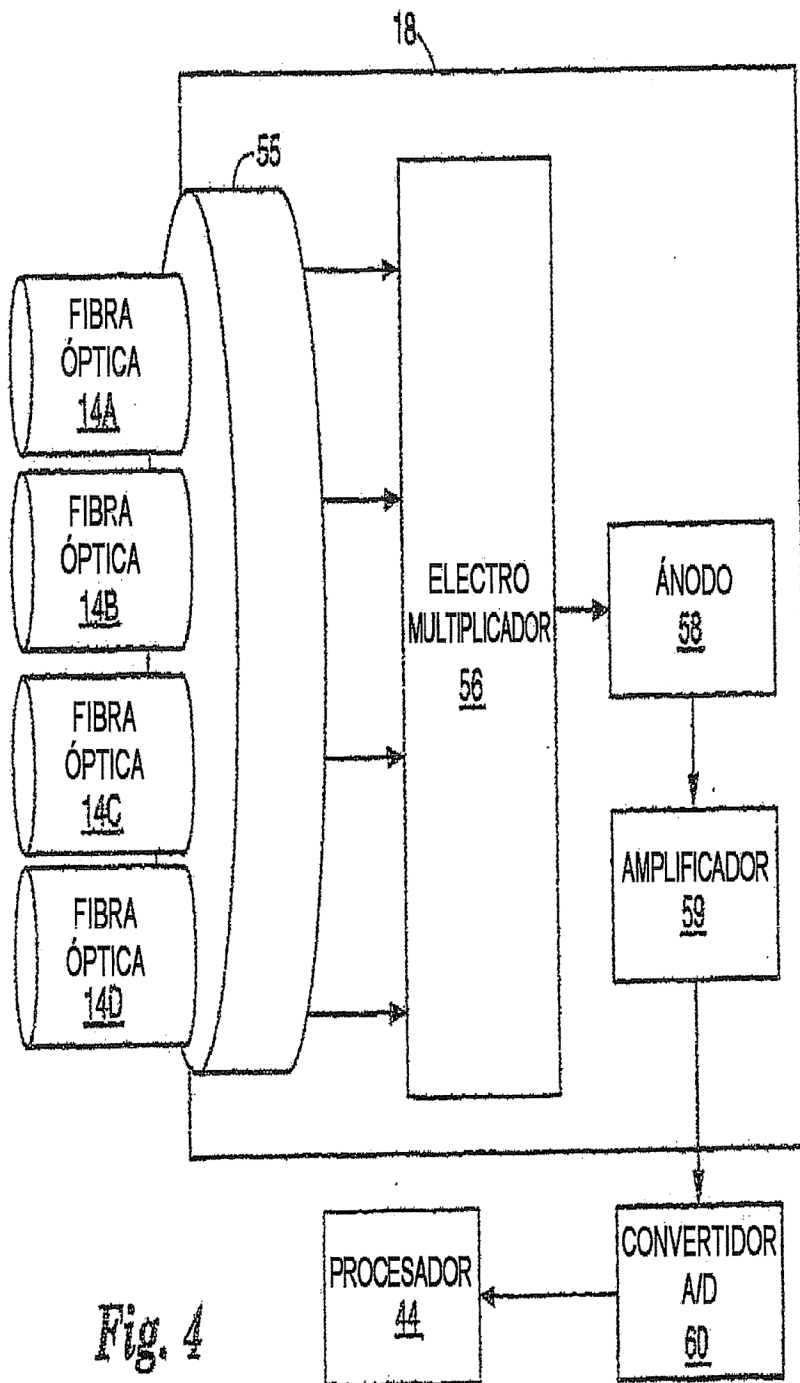 18
55
FIBRA
ÓPTICA
14A
FIBRA
ÓPTICA
14B
FIBRA
ÓPTICA
14C
FIBRA
ÓPTICA
14D
ELECTRO
MULTIPLICADOR
56
ÁNODO
58
AMPLIFICADOR
59
CONVERTIDOR
A/D
60
PROCESADOR
44
Fig. 4